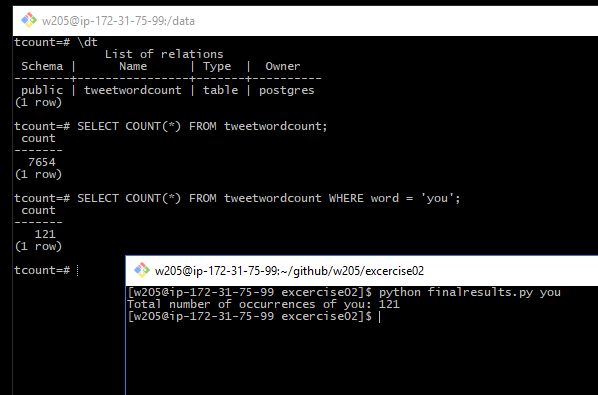 w205@ip-172-31-75-99:/data
tcount=# \dt
List of relations
Schema | Name | Type | Owner
--------+----------------+-------+----------
public | tweetwordcount | table | postgres
(1 row)
tcount=# SELECT COUNT(*) FROM tweetwordcount;
count
-------
7654
(1 row)
tcount=# SELECT COUNT(*) FROM tweetwordcount WHERE word = 'you';
count
-------
121
(1 row)
tcount=#
w205@ip-172-31-75-99:~/github/w205/excercise02
[w205@ip-172-31-75-99 excercise02]$ python finalresults.py you
Total number of occurrences of you: 121
[w205@ip-172-31-75-99 excercise02]$